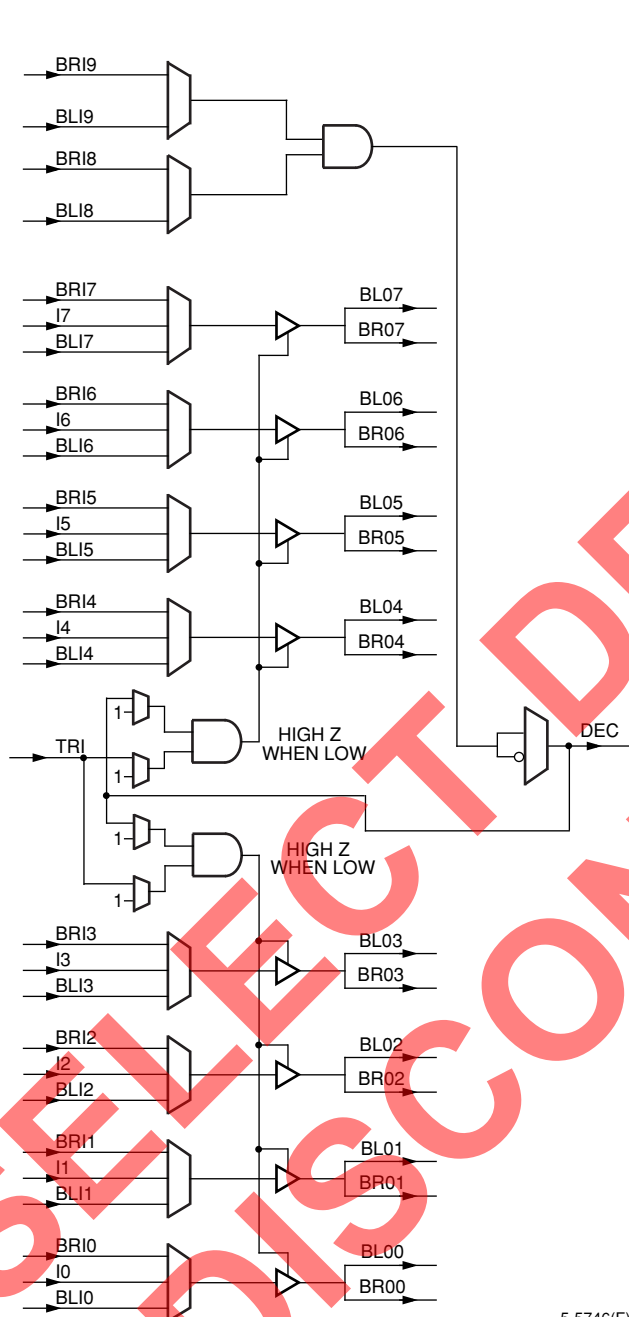 BRI9
BLI9
BRI8
BLI8
BRI7
I7
BLI7
BL07
BR07
BRI6
I6
BLI6
BL06
BR06
BRI5
I5
BLI5
BL05
BR05
BRI4
I4
BLI4
BL04
BR04
1
TRI
1
HIGH Z
WHEN LOW
DEC
1
1
HIGH Z
WHEN LOW
BRI3
I3
BLI3
BL03
BR03
BRI2
I2
BLI2
BL02
BR02
BRI1
I1
BLI1
BL01
BR01
BRI0
I0
BLI0
BL00
BR00
SELECT DE
DISCON